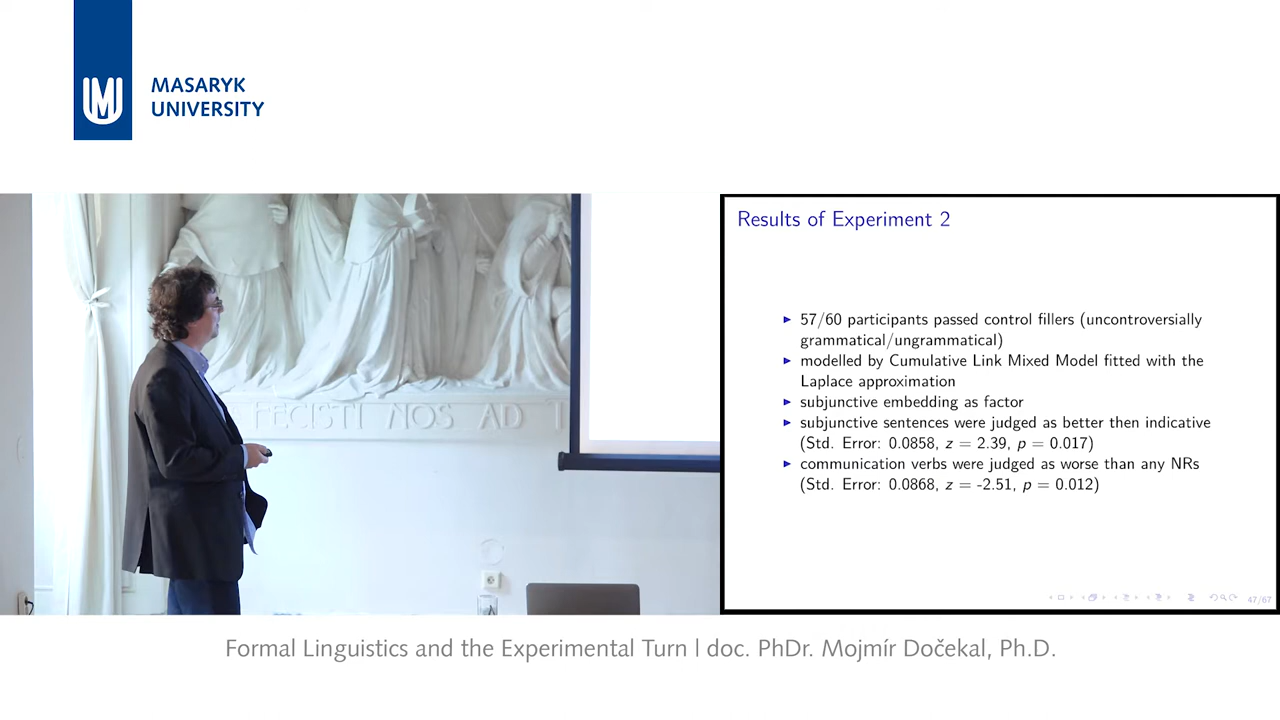 MASARYK
UNIVERSITY
FECISTI NOS AD T
Results of Experiment 2
57/60 participants passed control fillers (uncontroversially
grammatical/ungrammatical)
modelled by Cumulative Link Mixed Model fitted with the
Laplace approximation
subjunctive embedding as factor
subjunctive sentences were judged as better then indicative
(Std. Error: 0.0858, z = 2.39, p = 0.017)
communication verbs were judged as worse than any NRs
(Std. Error: 0.0868, z = -2.51, p = 0.012)
47/67
Formal Linguistics and the Experimental Turn | doc. PhDr. Mojmír Dočekal, Ph.D.